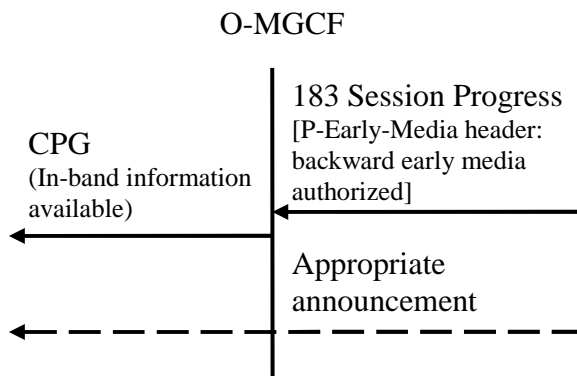 O-MGCF
183 Session Progress
[P-Early-Media header:
backward early media
authorized]
CPG
(In-band information
available)
Appropriate
announcement